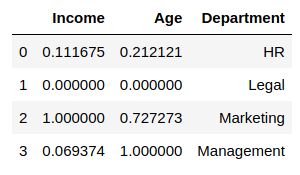 Income Age Department
0 0.111675 0.212121 HR
1 0.000000 0.000000 Legal
2 1.000000 0.727273 Marketing
3 0.069374 1.000000 Management